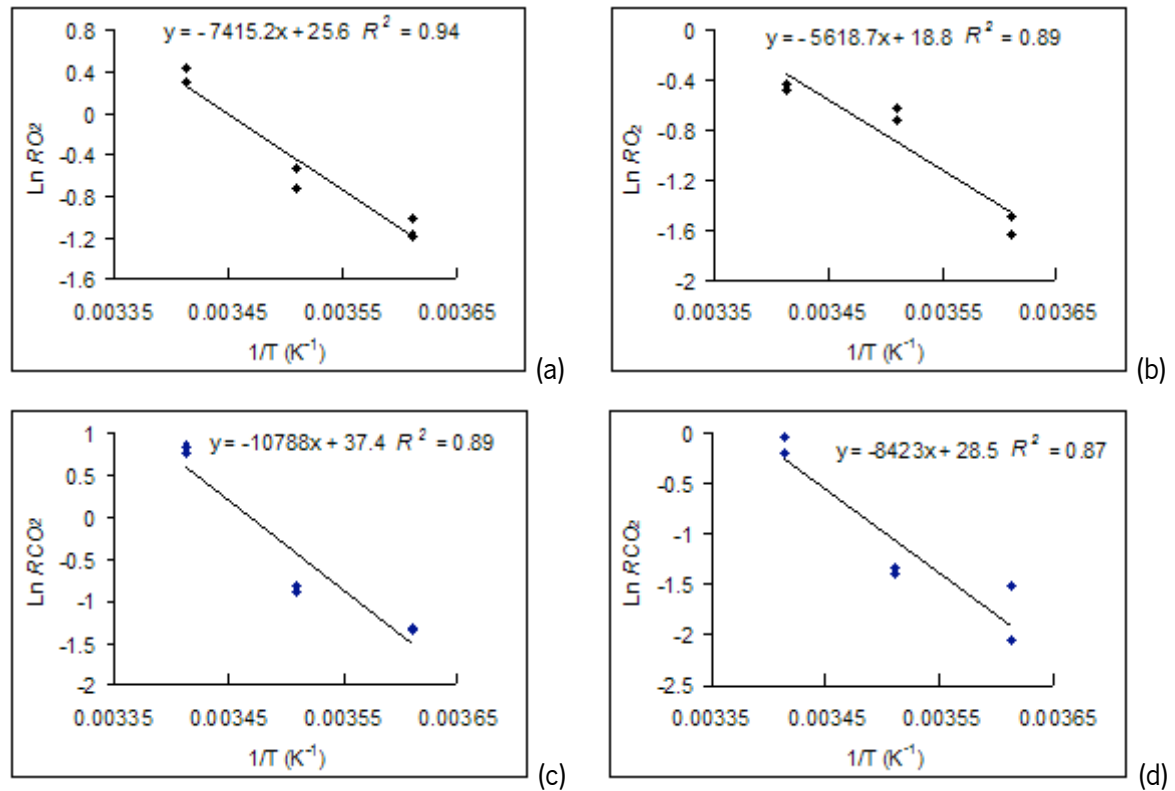 y = - 7415.2x + 25.6 R² = 0.94
0.8
0.4
0
-0.4
-0.8
-1.2
-1.6
Ln RO₂
0.00335 0.00345 0.00355 0.00365
1/T (K⁻¹)
(a)
y = - 5618.7x + 18.8 R² = 0.89
0
-0.4
-0.8
-1.2
-1.6
-2
Ln RO₂
0.00335 0.00345 0.00355 0.00365
1/T (K⁻¹)
(b)
y = -10788x + 37.4 R² = 0.89
1
0.5
0
-0.5
-1
-1.5
-2
Ln RCO₂
0.00335 0.00345 0.00355 0.00365
1/T (K⁻¹)
(c)
y = -8423x + 28.5 R² = 0.87
0
-0.5
-1
-1.5
-2
-2.5
Ln RCO₂
0.00335 0.00345 0.00355 0.00365
1/T (K⁻¹)
(d)